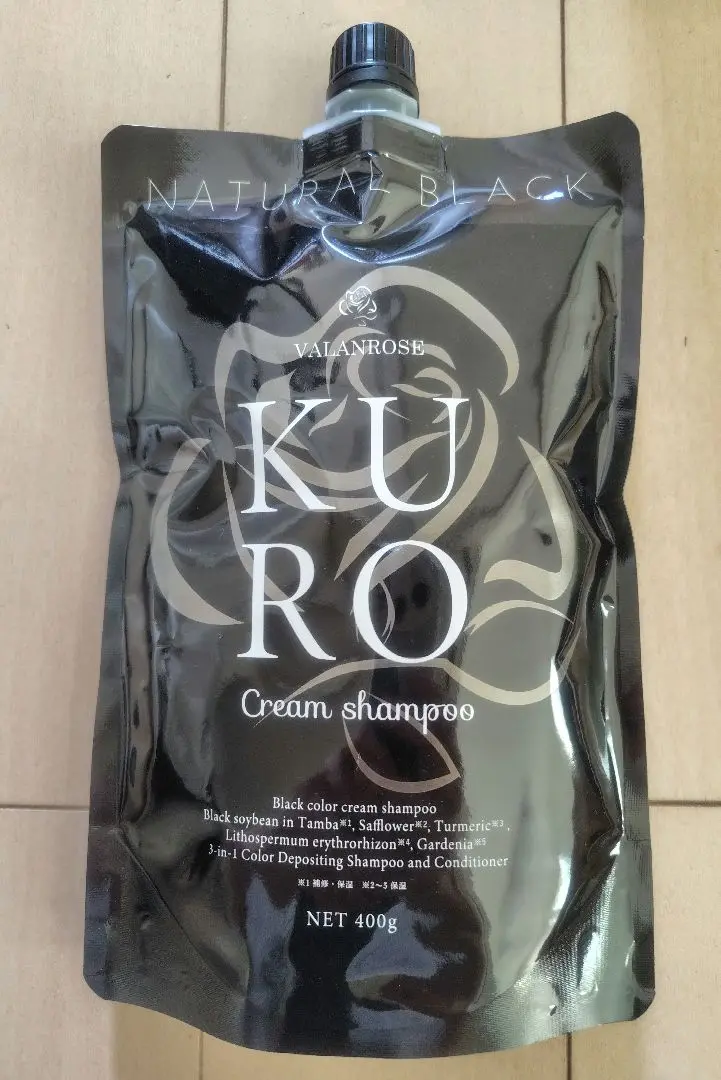 NATURAL BLACK
VALANROSE
KU
RO
Cream shampoo
Black color cream shampoo
Black soybean in Tamba※1, Safflower※2, Turmeric※3,
Lithospermum erythrorhizon※4, Gardenia※5
3-in-1 Color Depositing Shampoo and Conditioner
※1 補修・保湿 ※2~5 保湿
NET 400g